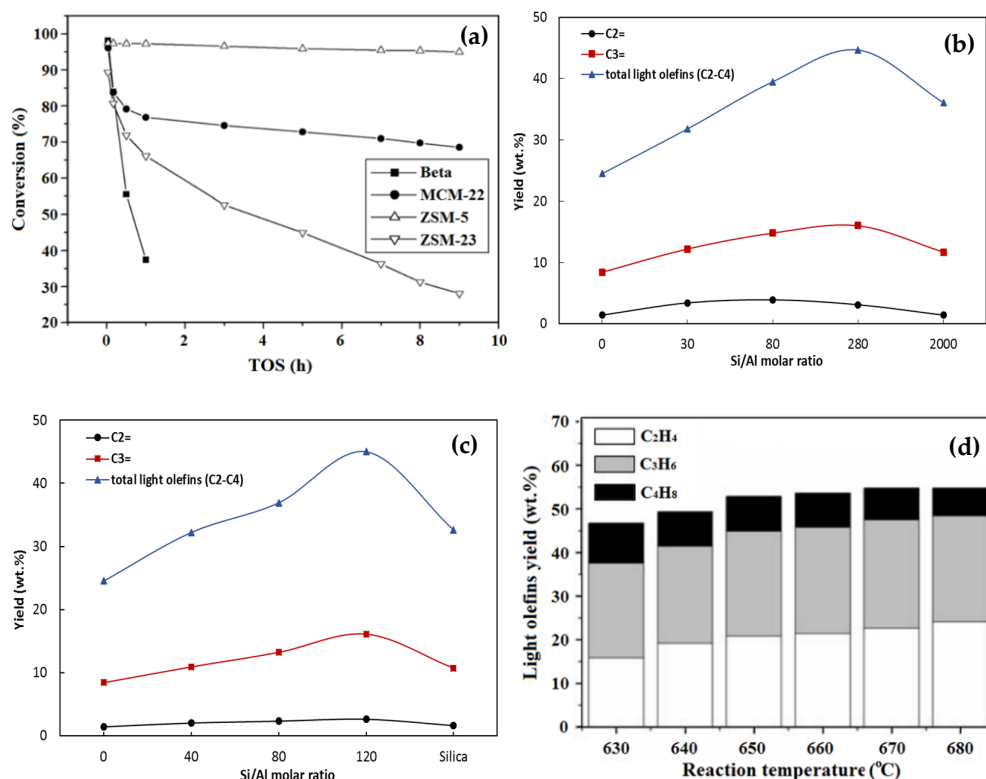 (a)
100
90
80
70
60
50
40
30
20
Conversion (%)
Beta
MCM-22
ZSM-5
ZSM-23
0 2 4 6 8 10
TOS (h)
(b)
50
40
30
20
10
0
Yield (wt.%)
C2=
C3=
total light olefins (C2-C4)
0 30 80 280 2000
Si/Al molar ratio
(c)
50
40
30
20
10
0
Yield (wt.%)
C2=
C3=
total light olefins (C2-C4)
0 40 80 120 Silica
Si/Al molar ratio
(d)
70
60
50
40
30
20
10
0
Light olefins yield (wt.%)
C₂H₄
C₃H₆
C₄H₈
630 640 650 660 670 680
Reaction temperature (°C)